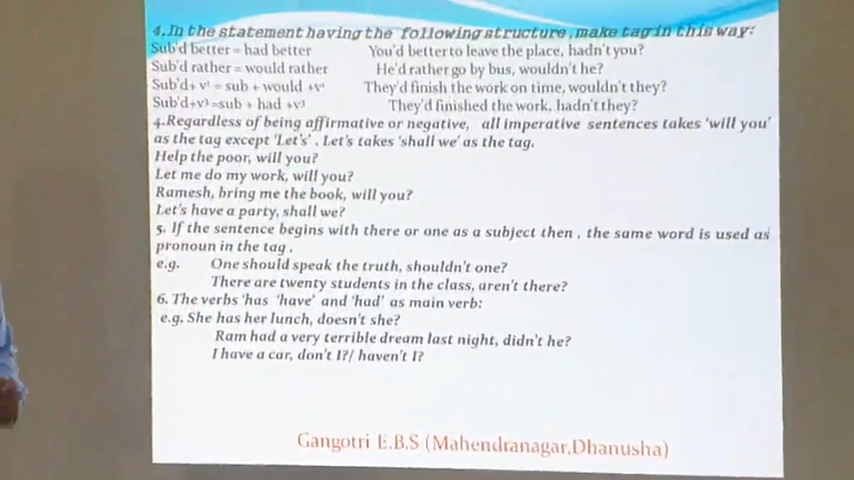 4.In the statement having the following structure ,make tag in this way:
Sub'd better = had better You'd better to leave the place, hadn't you?
Sub'd rather = would rather He'd rather go by bus, wouldn't he?
Sub'd+ v¹ = sub + would +v¹ They'd finish the work on time, wouldn't they?
Sub'd+v³ =sub + had +v³ They'd finished the work, hadn't they?
4.Regardless of being affirmative or negative, all imperative sentences takes 'will you'
as the tag except 'Let's' . Let's takes 'shall we' as the tag.
Help the poor, will you?
Let me do my work, will you?
Ramesh, bring me the book, will you?
Let's have a party, shall we?
5. If the sentence begins with there or one as a subject then , the same word is used as
pronoun in the tag .
e.g. One should speak the truth, shouldn't one?
There are twenty students in the class, aren't there?
6. The verbs 'has 'have' and 'had' as main verb:
e.g. She has her lunch, doesn't she?
Ram had a very terrible dream last night, didn't he?
I have a car, don't I?/ haven't I?
Gangotri E.B.S (Mahendranagar,Dhanusha)